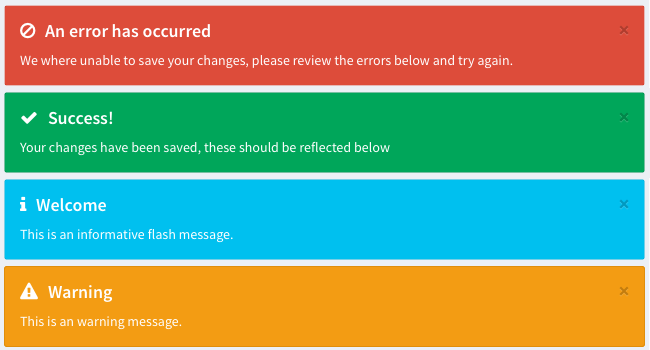 An error has occurred
We where unable to save your changes, please review the errors below and try again.
Success!
Your changes have been saved, these should be reflected below
Welcome
This is an informative flash message.
Warning
This is an warning message.